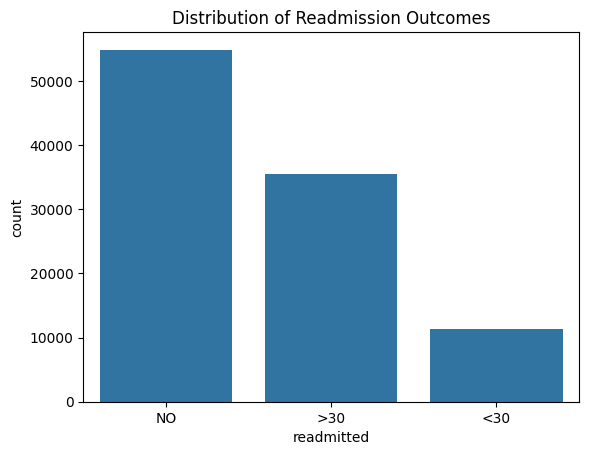 Distribution of Readmission Outcomes
count
50000
40000
30000
20000
10000
0
NO >30 <30
readmitted